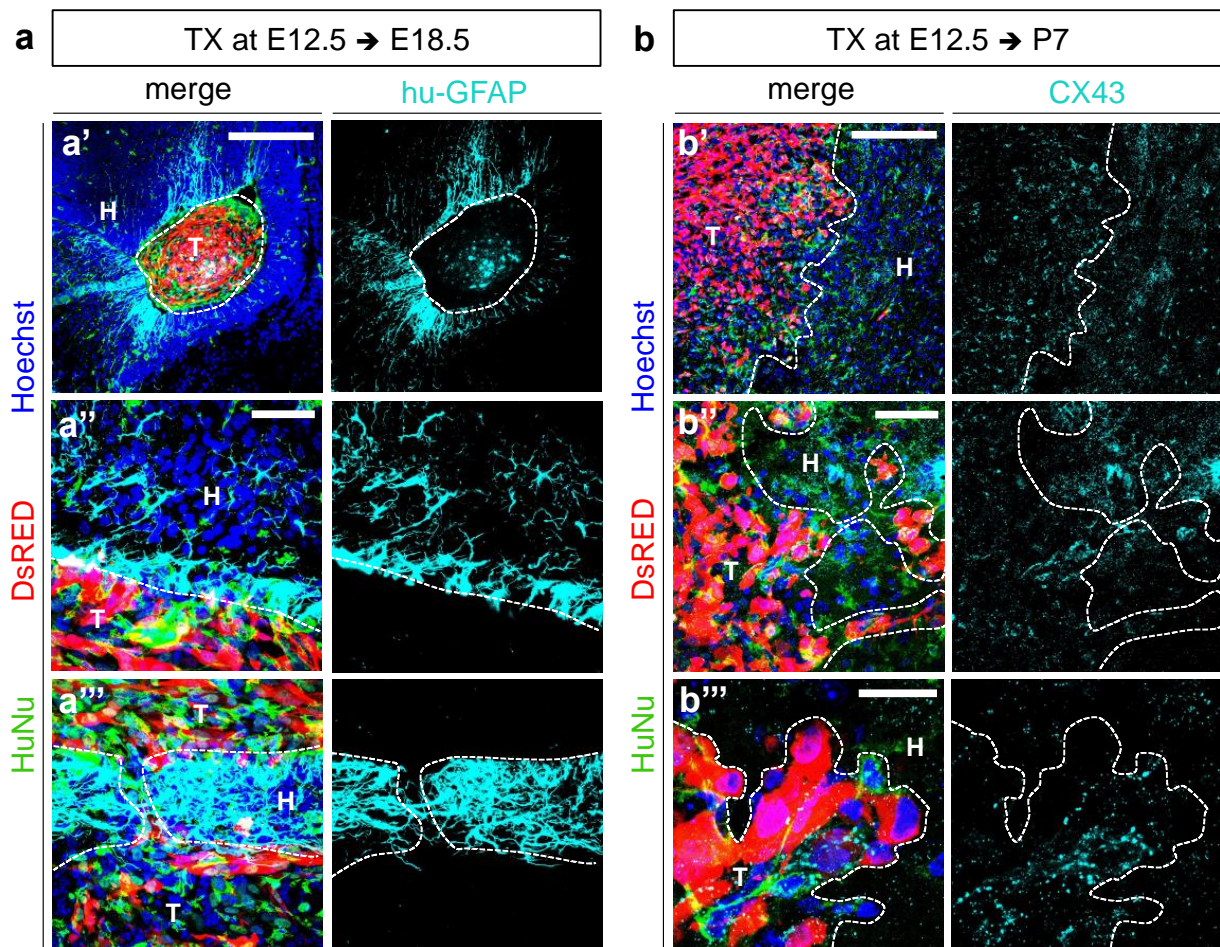 a
TX at E12.5 ➔ E18.5
merge
hu-GFAP
Hoechst
DsRED
HuNu
a'
H
T
a''
H
T
a'''
T
H
T
b
TX at E12.5 ➔ P7
merge
CX43
Hoechst
DsRED
HuNu
b'
T
H
b''
H
T
b'''
H
T